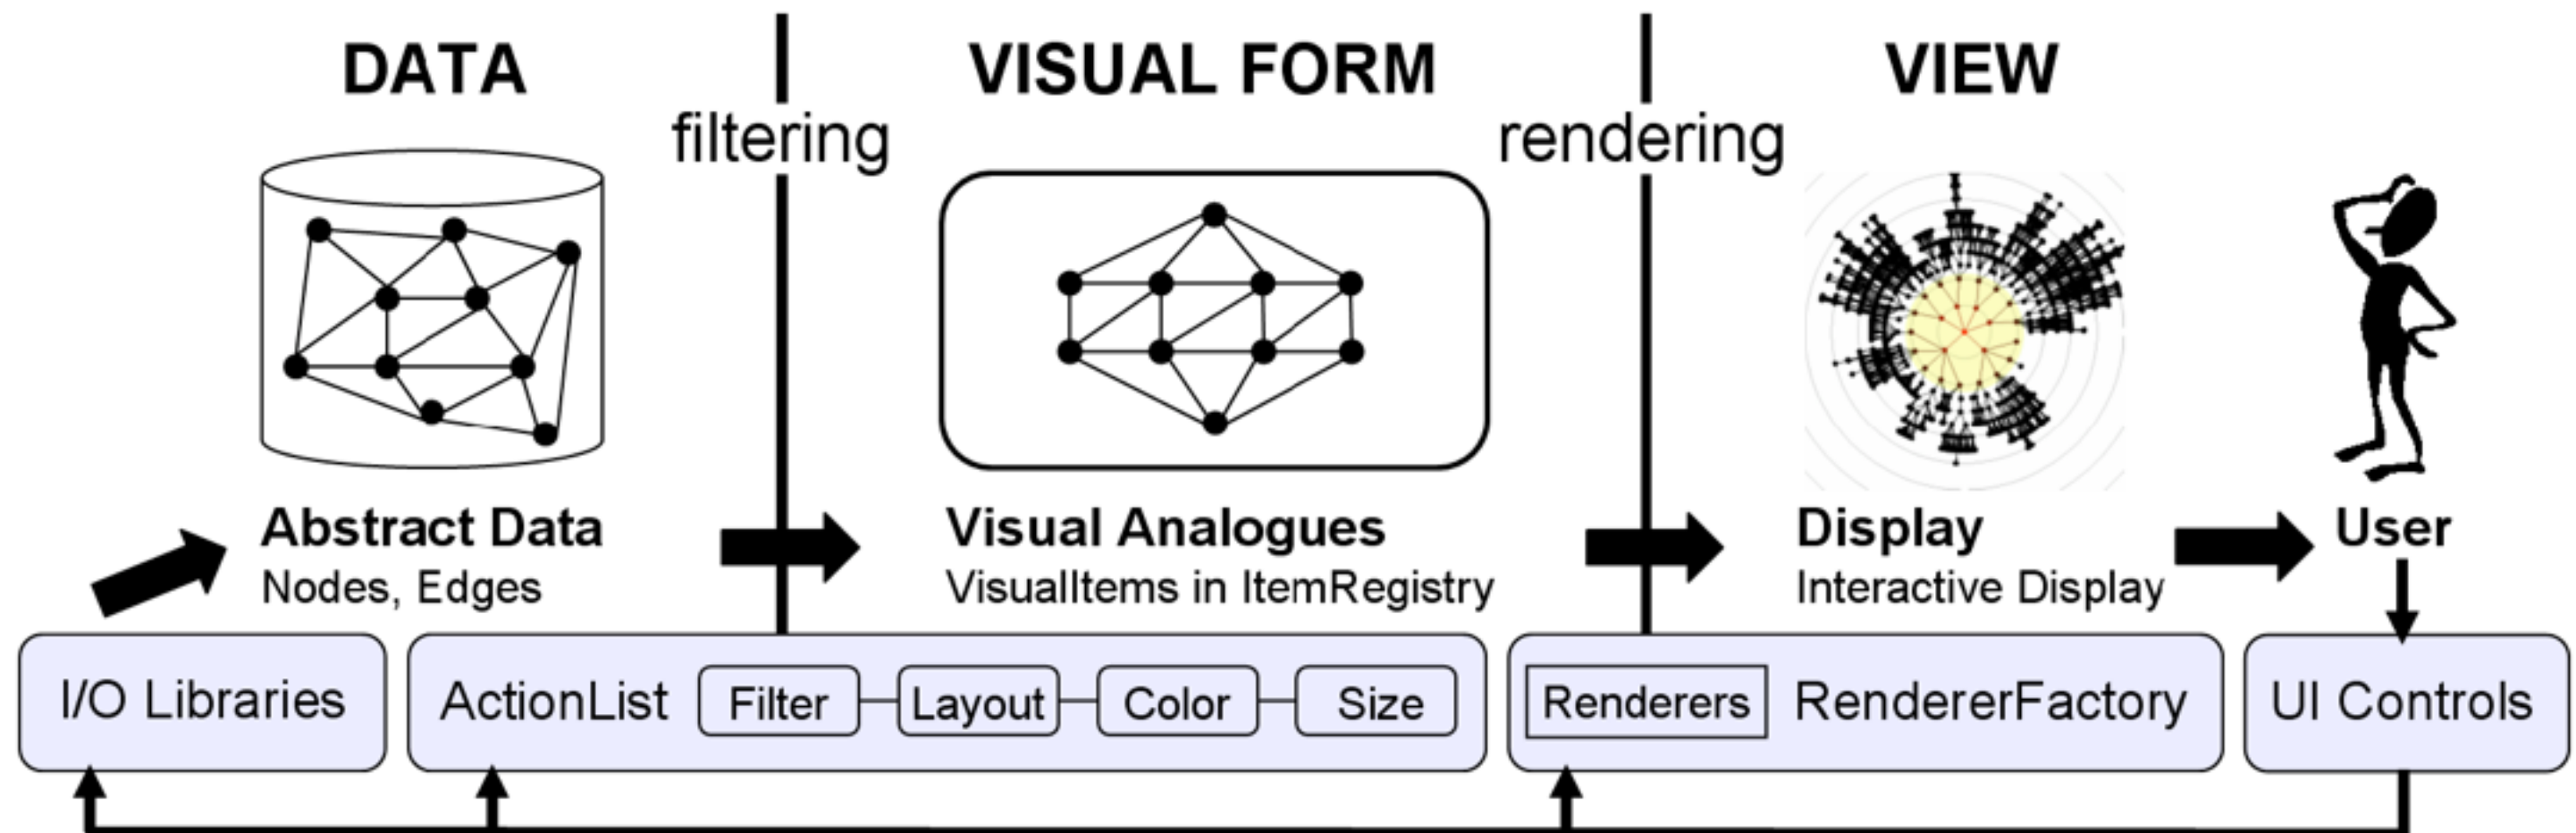 DATA
VISUAL FORM
VIEW
filtering
rendering
Abstract Data
Nodes, Edges
Visual Analogues
VisualItems in ItemRegistry
Display
Interactive Display
User
I/O Libraries
ActionList
Filter
Layout
Color
Size
Renderers
RendererFactory
UI Controls